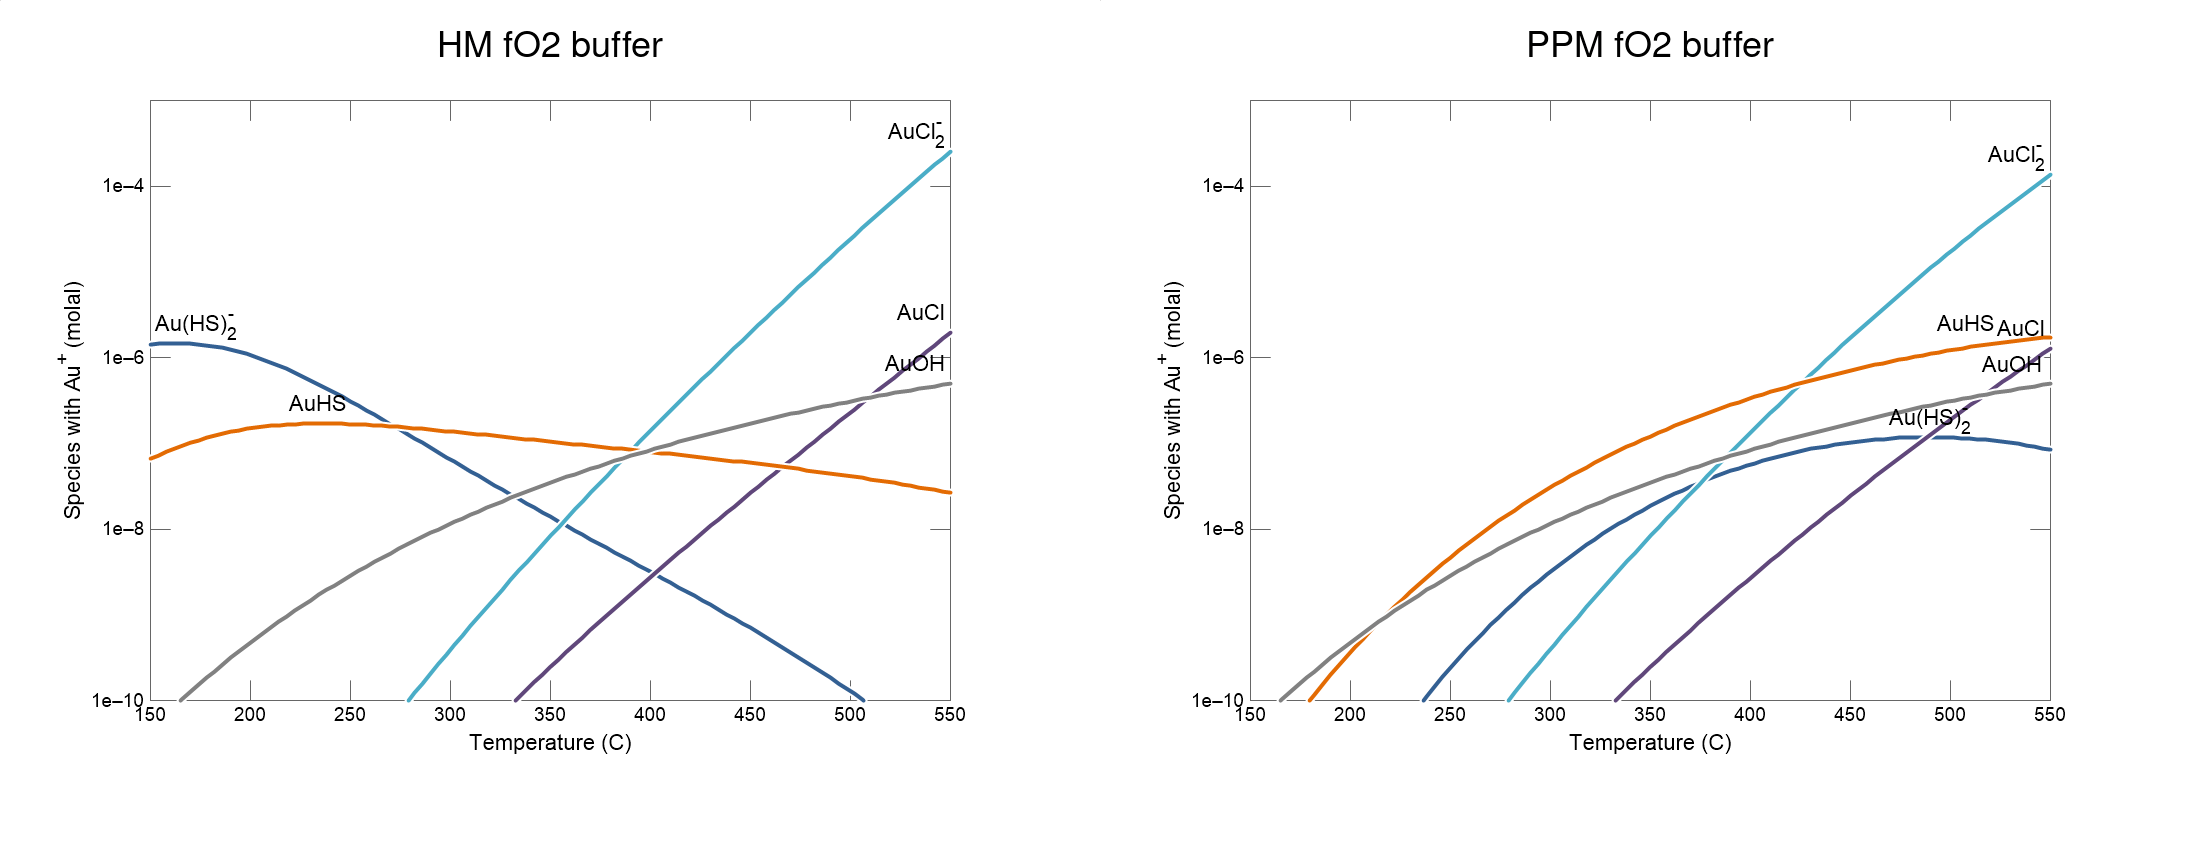 HM fO2 buffer
PPM fO2 buffer
Species with Au⁺ (molal)
1e–4
1e–6
1e–8
1e–10
AuCl₂⁻
AuCl
AuOH
Au(HS)₂⁻
AuHS
150 200 250 300 350 400 450 500 550
Temperature (C)
Species with Au⁺ (molal)
1e–4
1e–6
1e–8
1e–10
AuCl₂⁻
AuHS AuCl
AuOH
Au(HS)₂⁻
150 200 250 300 350 400 450 500 550
Temperature (C)